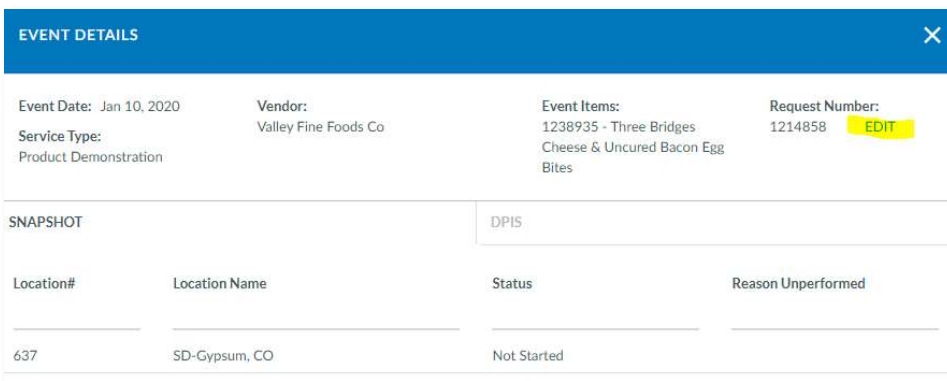 EVENT DETAILS
Event Date: Jan 10, 2020
Service Type:
Product Demonstration
Vendor:
Valley Fine Foods Co
Event Items:
1238935 - Three Bridges
Cheese & Uncured Bacon Egg
Bites
Request Number:
1214858 EDIT
SNAPSHOT DPIS
Location# Location Name Status Reason Unperformed
637 SD-Gypsum, CO Not Started